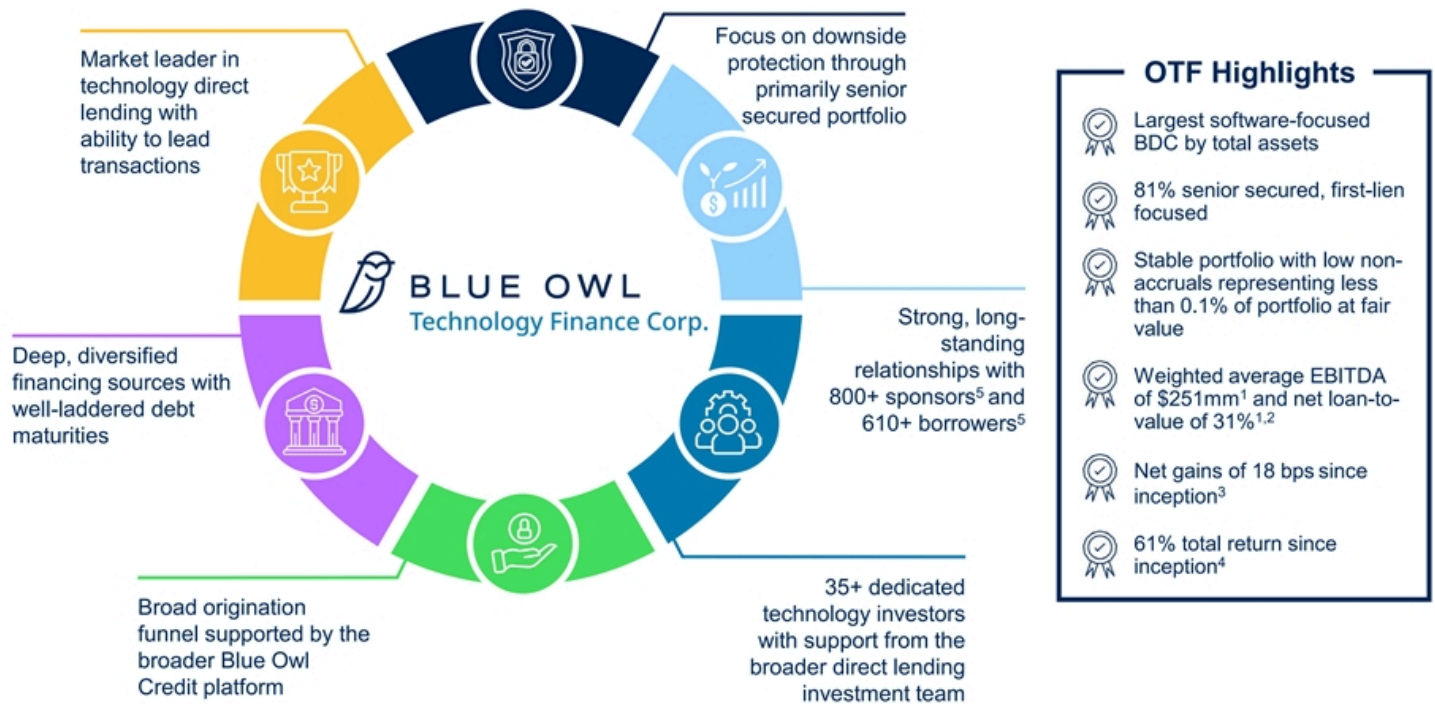 Market leader in
technology direct
lending with
ability to lead
transactions
Focus on downside
protection through
primarily senior
secured portfolio
BLUE OWL
Technology Finance Corp.
Strong, long-
standing
relationships with
800+ sponsors⁵ and
610+ borrowers⁵
Deep, diversified
financing sources with
well-laddered debt
maturities
Broad origination
funnel supported by the
broader Blue Owl
Credit platform
35+ dedicated
technology investors
with support from the
broader direct lending
investment team
OTF Highlights
Largest software-focused
BDC by total assets
81% senior secured, first-lien
focused
Stable portfolio with low non-
accruals representing less
than 0.1% of portfolio at fair
value
Weighted average EBITDA
of $251mm¹ and net loan-to-
value of 31%¹,²
Net gains of 18 bps since
inception³
61% total return since
inception⁴